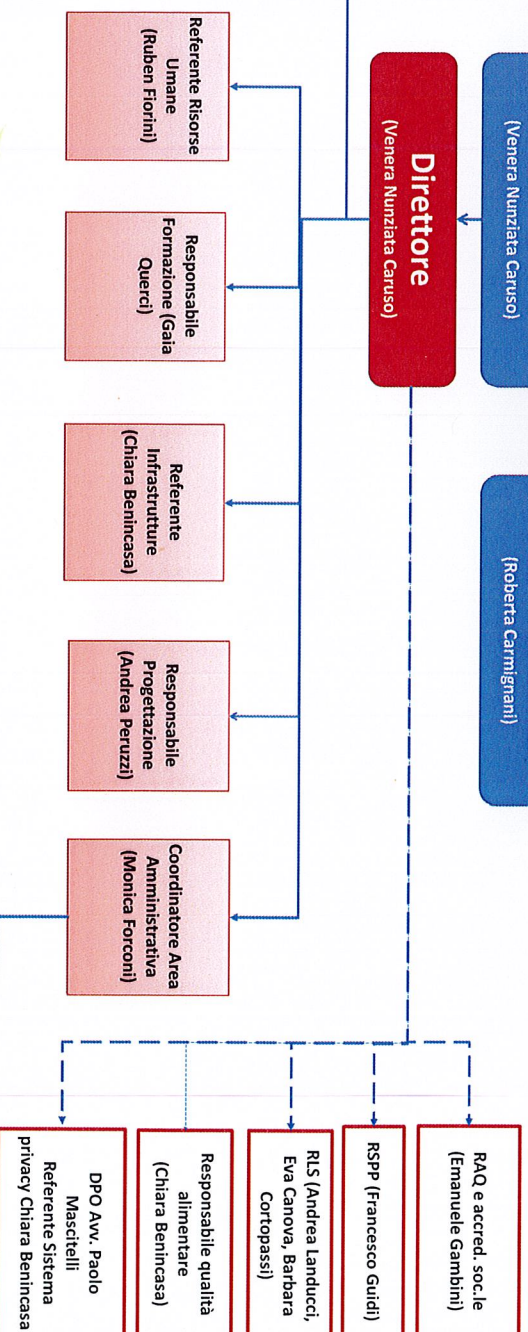 (Venera Nunziata Caruso)
(Roberta Carmignani)
Direttore
(Venera Nunziata Caruso)
Referente Risorse
Umane
(Ruben Fiorini)
Responsabile
Formazione (Gaia
Querci)
Referente
Infrastrutture
(Chiara Benincasa)
Responsabile
Progettazione
(Andrea Peruzzi)
Coordinatore Area
Amministrativa
(Monica Forconi)
RAQ e accred. soc.le
(Emanuele Gambini)
RSPP (Francesco Guidi)
RLS (Andrea Landucci,
Eva Canova, Barbara
Cortopassi)
Responsabile qualità
alimentare
(Chiara Benincasa)
DPO Avv. Paolo
Mascitelli
Referente Sistema
privacy Chiara Benincasa